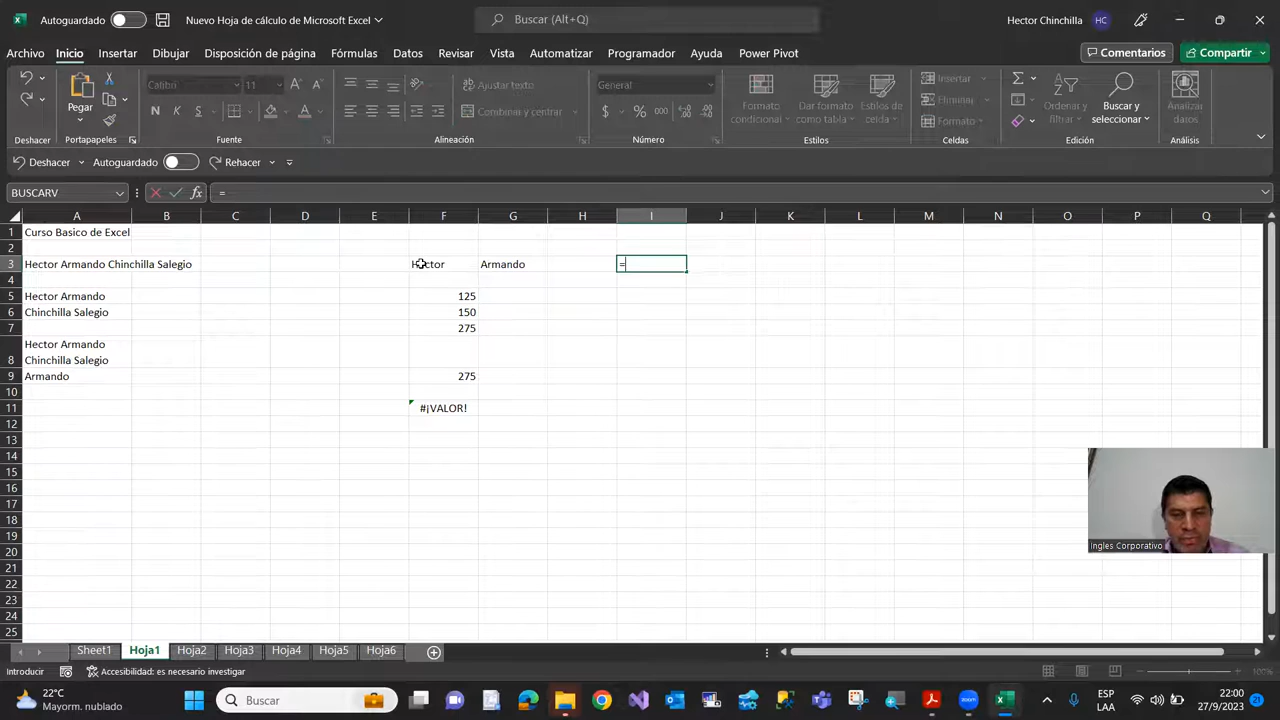 Autoguardado
Nuevo Hoja de cálculo de Microsoft Excel
Buscar (Alt+Q)
Hector Chinchilla
HC
Archivo Inicio Insertar Dibujar Disposición de página Fórmulas Datos Revisar Vista Automatizar Programador Ayuda Power Pivot
Comentarios Compartir
Pegar
Calibri 11
Ajustar texto
General
Combinar y centrar
Formato condicional
Dar formato como tabla
Estilos de celda
Insertar
Eliminar
Formato
Ordenar y filtrar
Buscar y seleccionar
Analizar datos
Deshacer Portapapeles Fuente Alineación Número Estilos Celdas Edición Análisis
Deshacer Autoguardado Rehacer
BUSCARV fx =
A B C D E F G H I J K L M N O P Q
1 Curso Basico de Excel
2
3 Hector Armando Chinchilla Salegio Hector Armando =
4
5 Hector Armando 125
6 Chinchilla Salegio 150
7 275
Hector Armando
8 Chinchilla Salegio
9 Armando 275
10
11 #¡VALOR!
12
13
14
15
16
17
18
19
20
21
22
23
24
25
Ingles Corporativo
Sheet1 Hoja1 Hoja2 Hoja3 Hoja4 Hoja5 Hoja6
Introducir Accesibilidad: es necesario investigar 100%
22°C
Mayorm. nublado
Buscar
ESP
LAA
22:00
27/9/2023
21